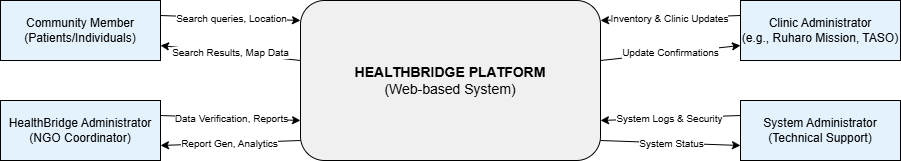 Community Member
(Patients/Individuals)
Search queries, Location
Search Results, Map Data
HealthBridge Administrator
(NGO Coordinator)
Data Verification, Reports
Report Gen, Analytics
HEALTHBRIDGE PLATFORM
(Web-based System)
Inventory & Clinic Updates
Update Confirmations
Clinic Administrator
(e.g., Ruharo Mission, TASO)
System Logs & Security
System Status
System Administrator
(Technical Support)